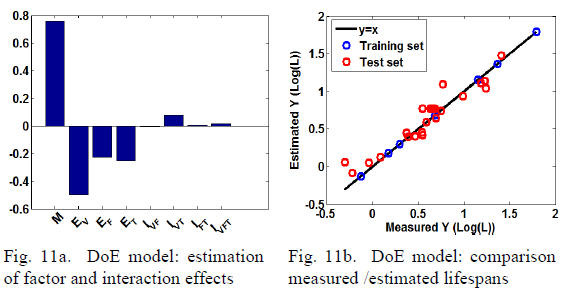 0.8
0.6
0.4
0.2
0
-0.2
-0.4
-0.6
M E_V E_F E_T I_VF I_VT I_FT I_VFT
Fig. 11a. DoE model: estimation
of factor and interaction effects
2
1.5
1
0.5
0
-0.5
Estimated Y (Log(L))
y=x
Training set
Test set
-0.5 0 0.5 1 1.5 2
Measured Y (Log(L))
Fig. 11b. DoE model: comparison
measured /estimated lifespans